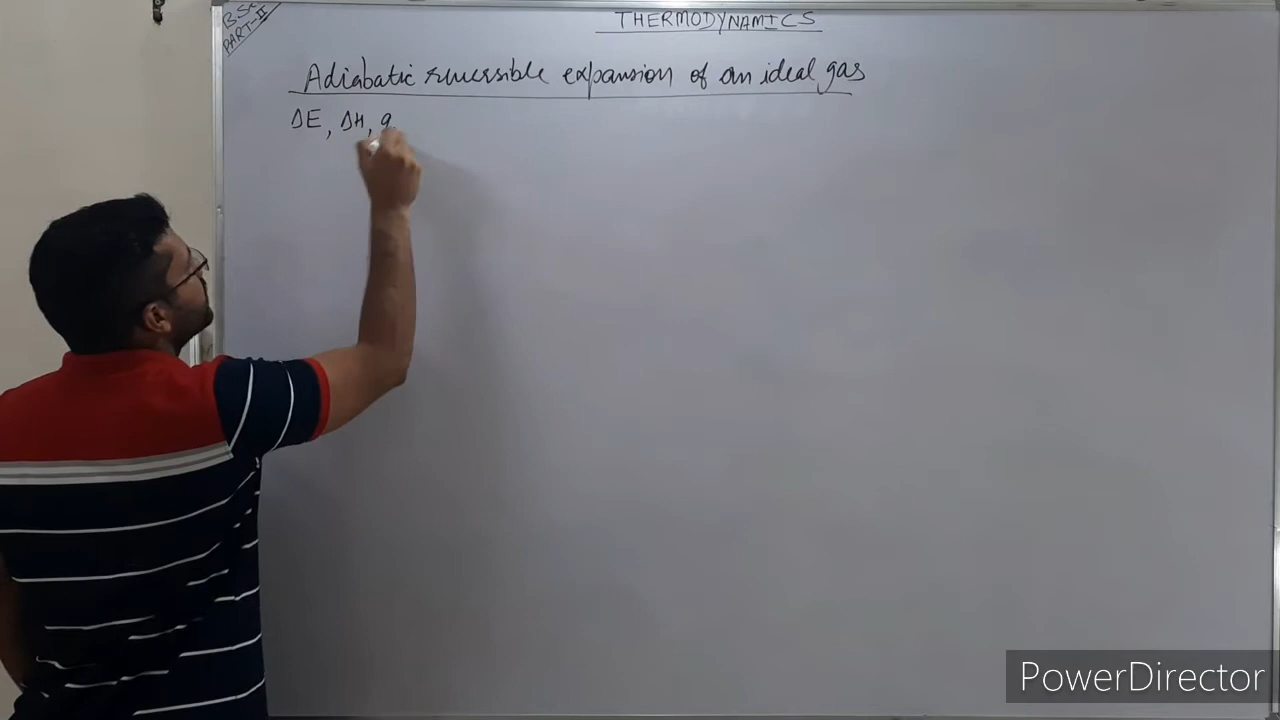 B.Sc
PART-II
THERMODYNAMICS
Adiabatic reversible expansion of an ideal gas
ΔE, ΔH, q
PowerDirector